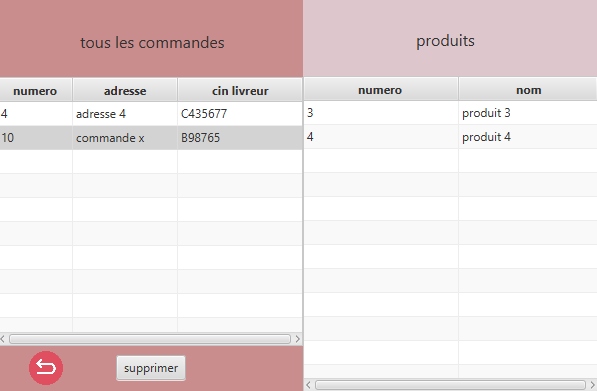 tous les commandes
numero adresse cin livreur
4 adresse 4 C435677
10 commande x B98765
supprimer
produits
numero nom
3 produit 3
4 produit 4